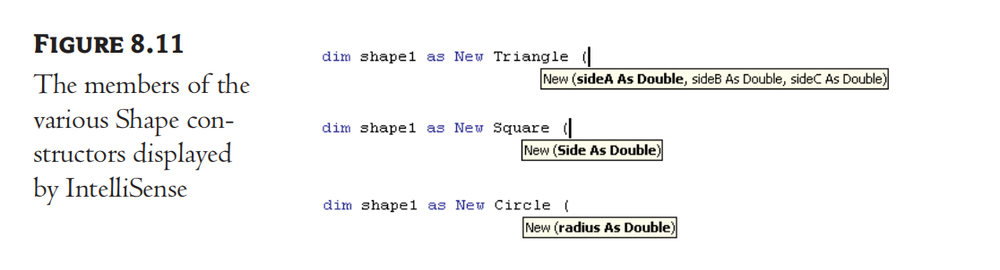 FIGURE 8.11
The members of the
various Shape con-
structors displayed
by IntelliSense
dim shape1 as New Triangle (
New (sideA As Double, sideB As Double, sideC As Double)
dim shape1 as New Square (
New (Side As Double)
dim shape1 as New Circle (
New (radius As Double)